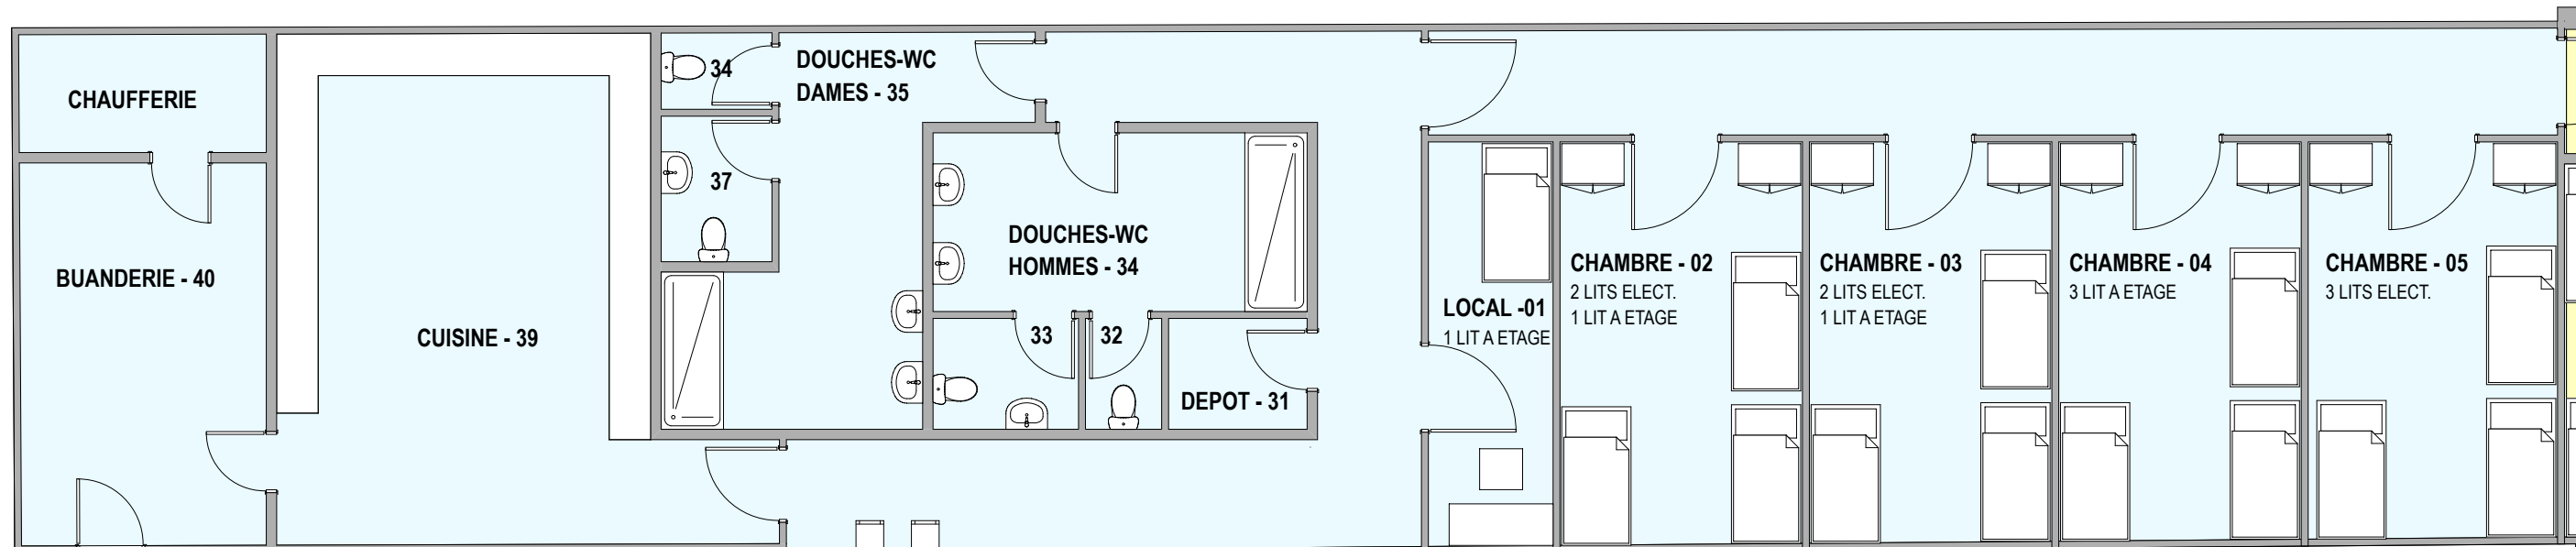 CHAUFFERIE
BUANDERIE - 40
CUISINE - 39
34
37
DOUCHES-WC
DAMES - 35
DOUCHES-WC
HOMMES - 34
33
32
DEPOT - 31
LOCAL -01
1 LIT A ETAGE
CHAMBRE - 02
2 LITS ELECT.
1 LIT A ETAGE
CHAMBRE - 03
2 LITS ELECT.
1 LIT A ETAGE
CHAMBRE - 04
3 LIT A ETAGE
CHAMBRE - 05
3 LITS ELECT.